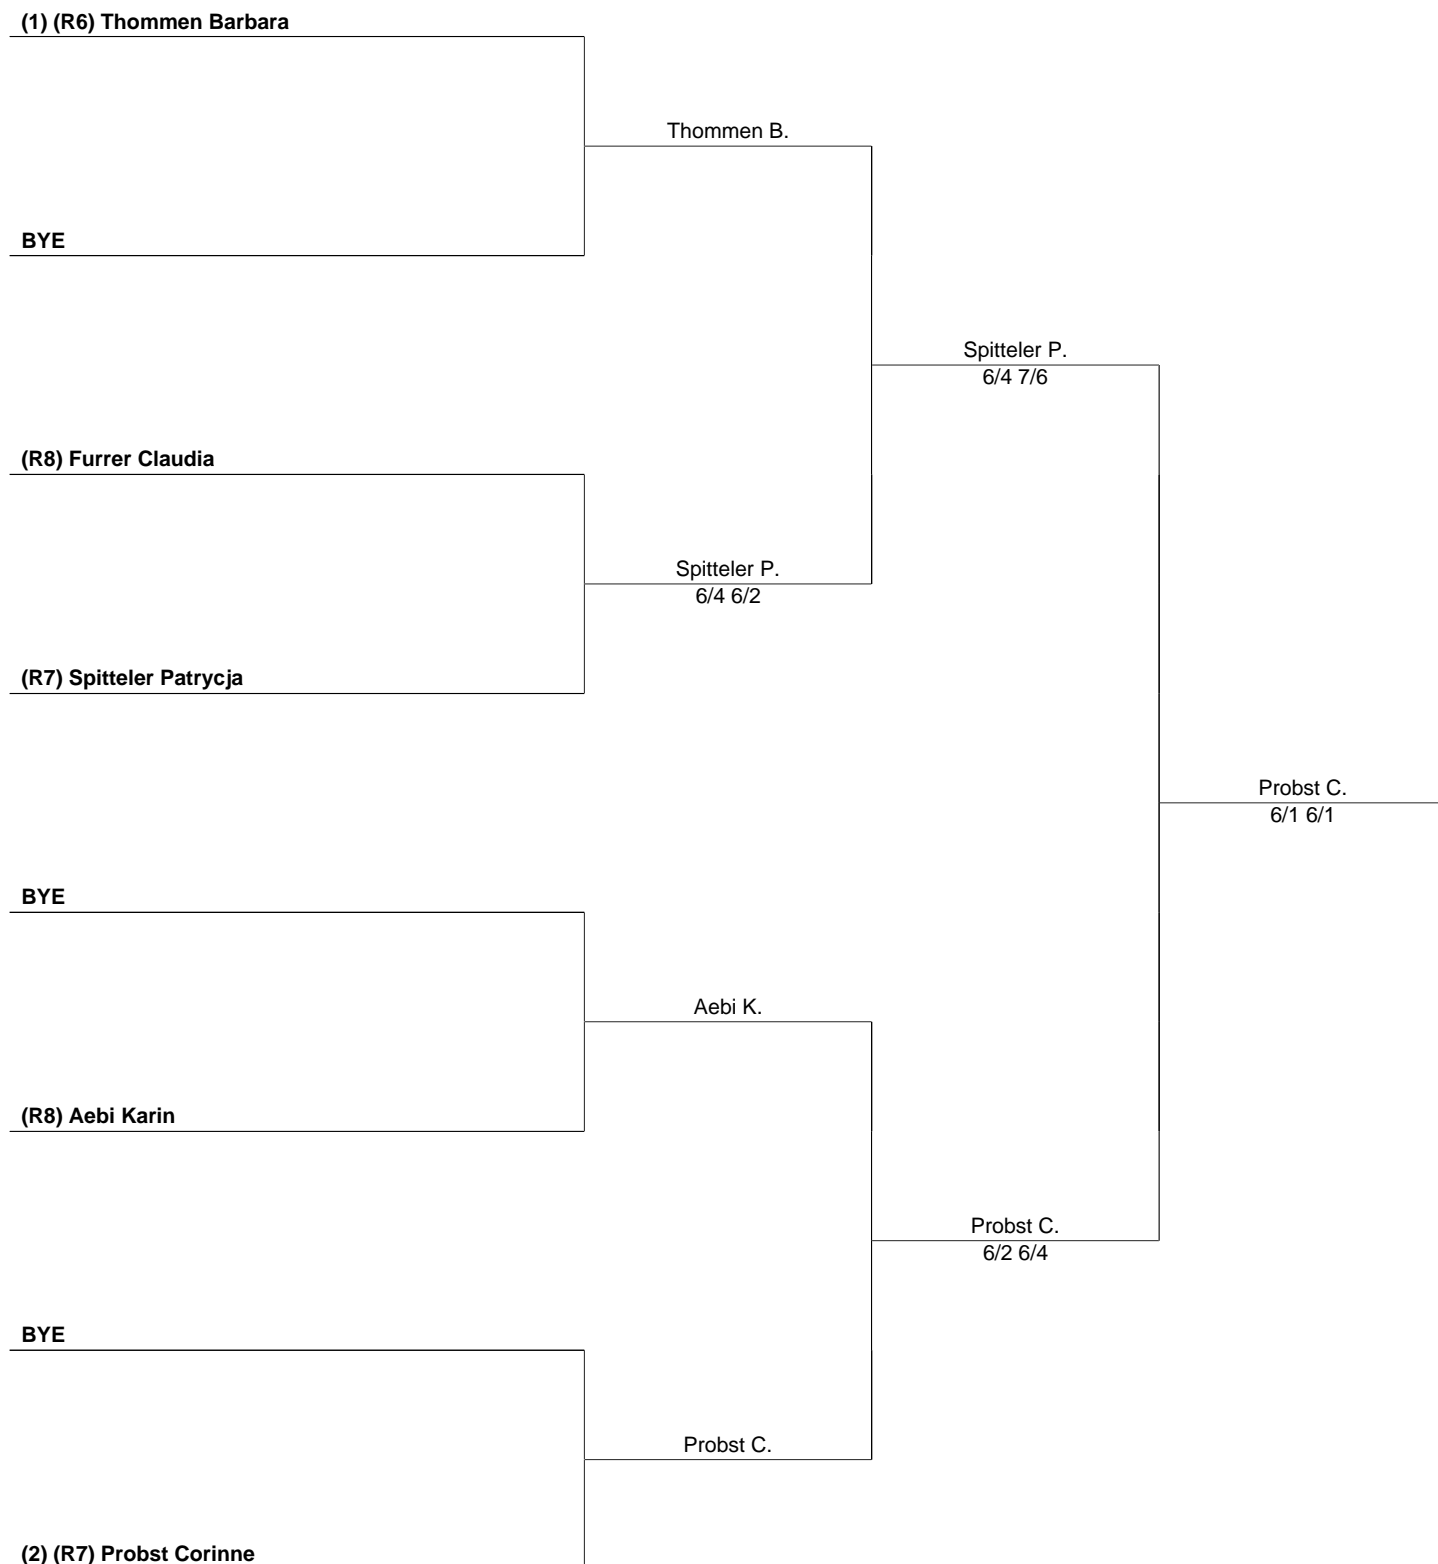 (1) (R6) Thommen Barbara
Thommen B.
BYE
Spitteler P.
6/4 7/6
(R8) Furrer Claudia
Spitteler P.
6/4 6/2
(R7) Spitteler Patrycja
Probst C.
6/1 6/1
BYE
Aebi K.
(R8) Aebi Karin
Probst C.
6/2 6/4
BYE
Probst C.
(2) (R7) Probst Corinne